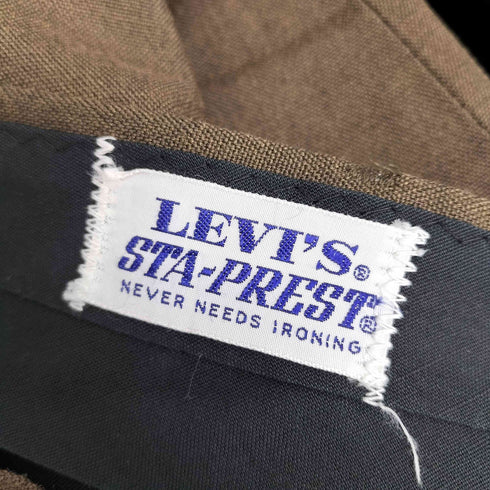 LEVI'S®
STA-PREST®
NEVER NEEDS IRONING